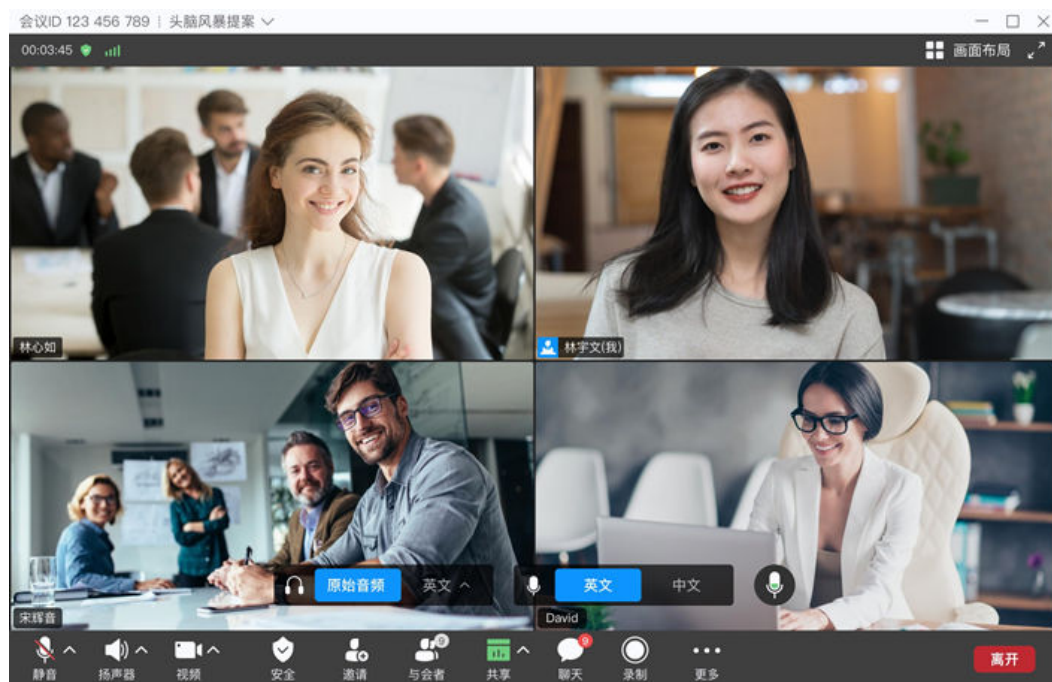 会议ID 123 456 789 ⋮ 头脑风暴提案
00:03:45
画面布局
林心如
林宇文(我)
原始音频 英文
英文 中文
宋辉音
David
静音 扬声器 视频 安全 邀请 与会者 9 共享 聊天 9 录制 更多 离开